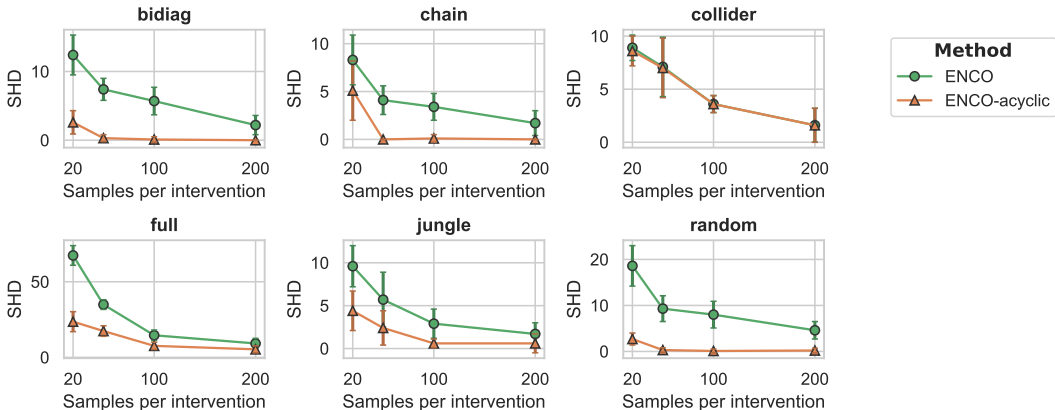 bidiag
chain
collider
SHD
10
0
20
100
200
Samples per intervention
SHD
10
5
0
20
100
200
Samples per intervention
SHD
10
5
0
20
100
200
Samples per intervention
Method
ENCO
ENCO-acyclic
full
jungle
random
SHD
50
0
20
100
200
Samples per intervention
SHD
10
5
0
20
100
200
Samples per intervention
SHD
20
10
0
20
100
200
Samples per intervention